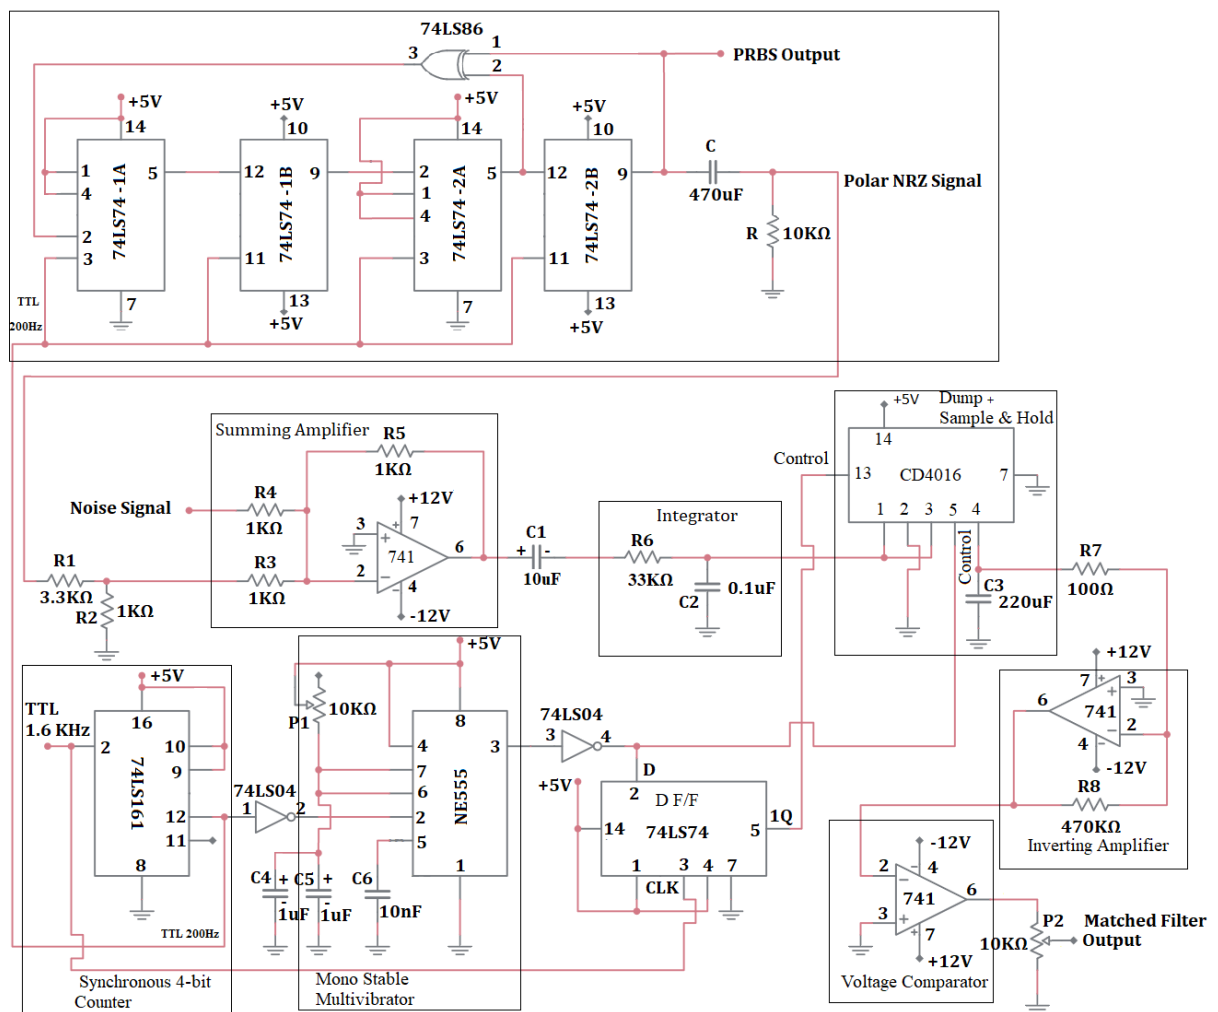 74LS86
3
1
2
PRBS Output
+5V
14
1
4
2
3
5
7
74LS74 -1A
+5V
10
12
9
11
13
+5V
74LS74 -1B
+5V
14
2
1
4
3
5
7
74LS74 -2A
+5V
10
12
9
11
13
+5V
74LS74 -2B
C
470uF
Polar NRZ Signal
R
10KΩ
TTL
200Hz
Summing Amplifier
R5
1KΩ
Noise Signal
R4
1KΩ
+12V
3
7
741
6
2
4
-12V
R3
1KΩ
R1
3.3KΩ
R2
1KΩ
C1
+ -
10uF
Integrator
R6
33KΩ
C2
0.1uF
Dump +
Sample & Hold
+5V
14
Control
13
CD4016
7
1 2 3 5 4
Control
C3
220uF
R7
100Ω
+12V
7
3
6
741
2
4
-12V
R8
470KΩ
Inverting Amplifier
TTL
1.6 KHz
+5V
16
2
10
9
12
11
8
74LS161
TTL 200Hz
Synchronous 4-bit
Counter
74LS04
1
2
+5V
P1
10KΩ
8
4
7
6
2
5
3
1
NE555
C4
+
-
1uF
C5
+
-
1uF
C6
10nF
Mono Stable
Multivibrator
74LS04
3
4
D
+5V
2
D F/F
14
74LS74
5
1Q
1 3 4 7
CLK
-12V
2
4
741
6
3
7
+12V
Voltage Comparator
P2
10KΩ
Matched Filter
Output